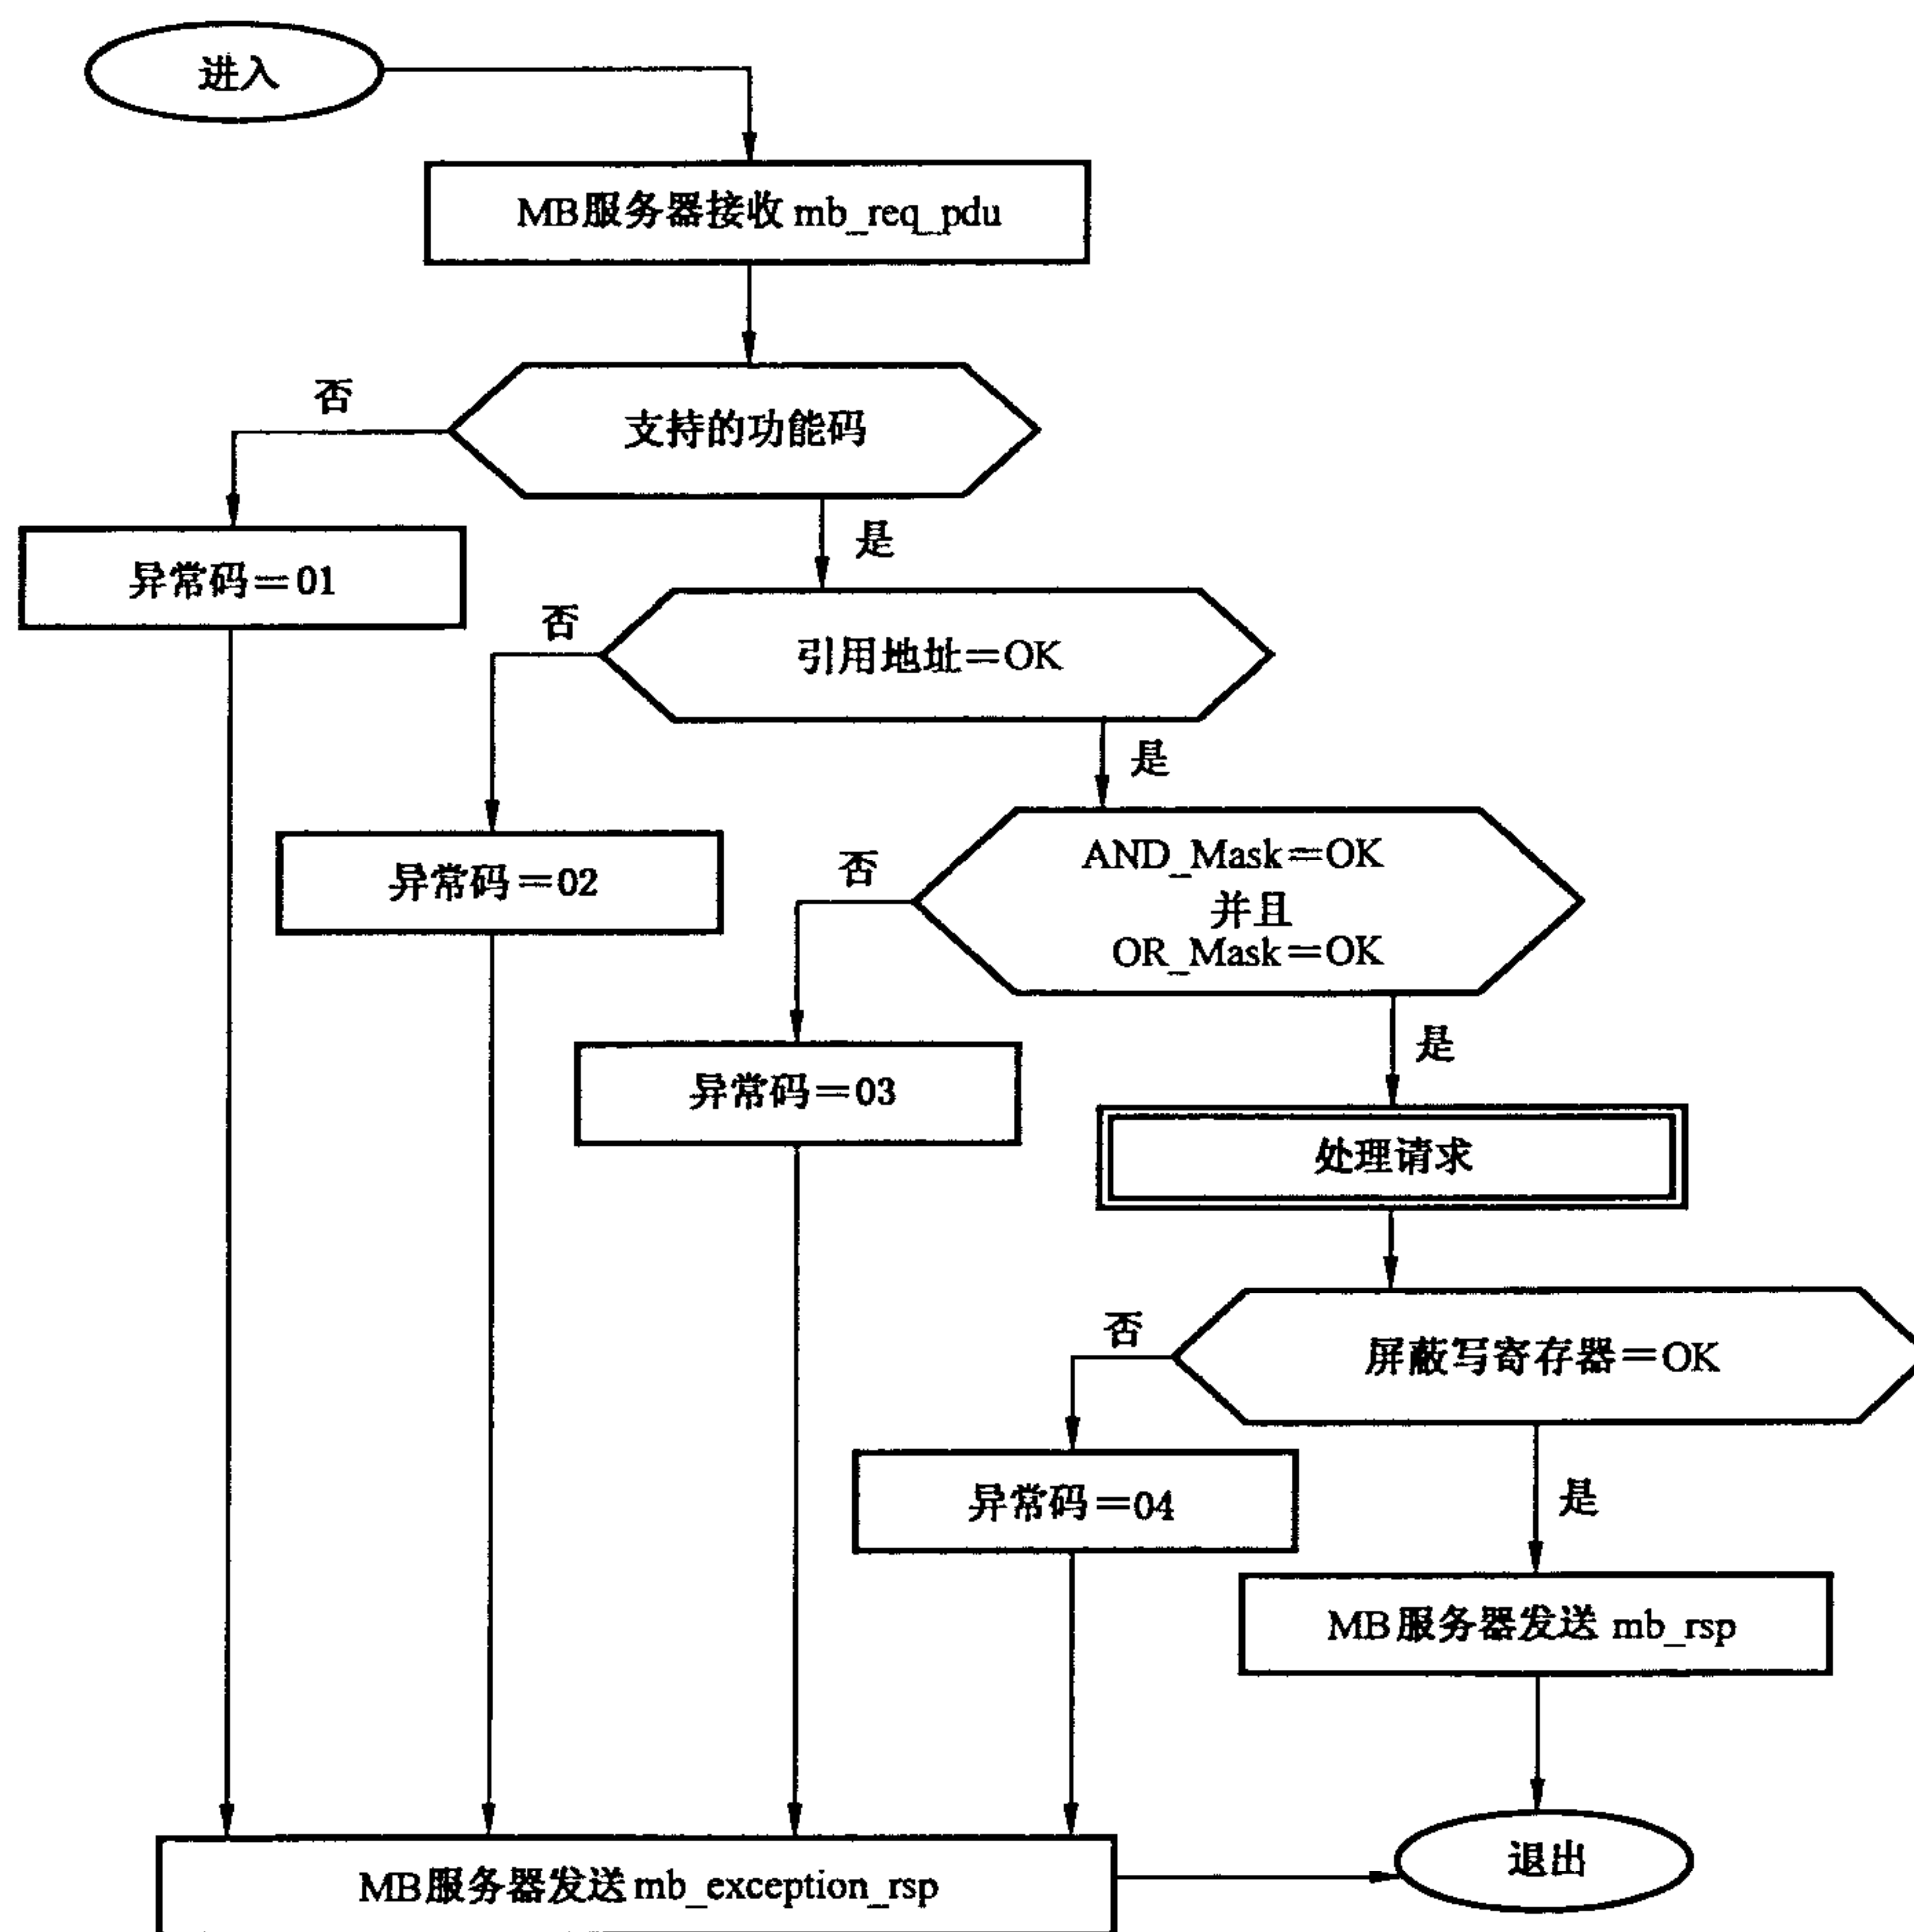 进入
MB服务器接收 mb_req_pdu
否
支持的功能码
是
异常码=01
否
引用地址=OK
是
否
AND_Mask=OK
并且
OR_Mask=OK
异常码=02
是
异常码=03
处理请求
否
屏蔽写寄存器=OK
异常码=04
是
MB服务器发送 mb_rsp
退出
MB服务器发送 mb_exception_rsp